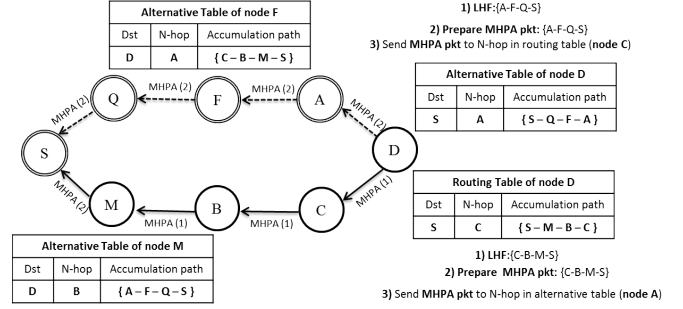 Alternative Table of node F
Dst N-hop Accumulation path
D A { C – B – M – S }
1) LHF:{A-F-Q-S}
2) Prepare MHPA pkt: {A-F-Q-S}
3) Send MHPA pkt to N-hop in routing table (node C)
Alternative Table of node D
Dst N-hop Accumulation path
S A { S – Q – F – A }
MHPA (2)
Q
MHPA (2)
F
MHPA (2)
A
MHPA (2)
S
D
MHPA (2)
M
MHPA (1)
B
MHPA (1)
C
MHPA (1)
Routing Table of node D
Dst N-hop Accumulation path
S C { S – M – B – C }
Alternative Table of node M
Dst N-hop Accumulation path
D B { A – F – Q – S }
1) LHF:{C-B-M-S}
2) Prepare MHPA pkt: {C-B-M-S}
3) Send MHPA pkt to N-hop in alternative table (node A)